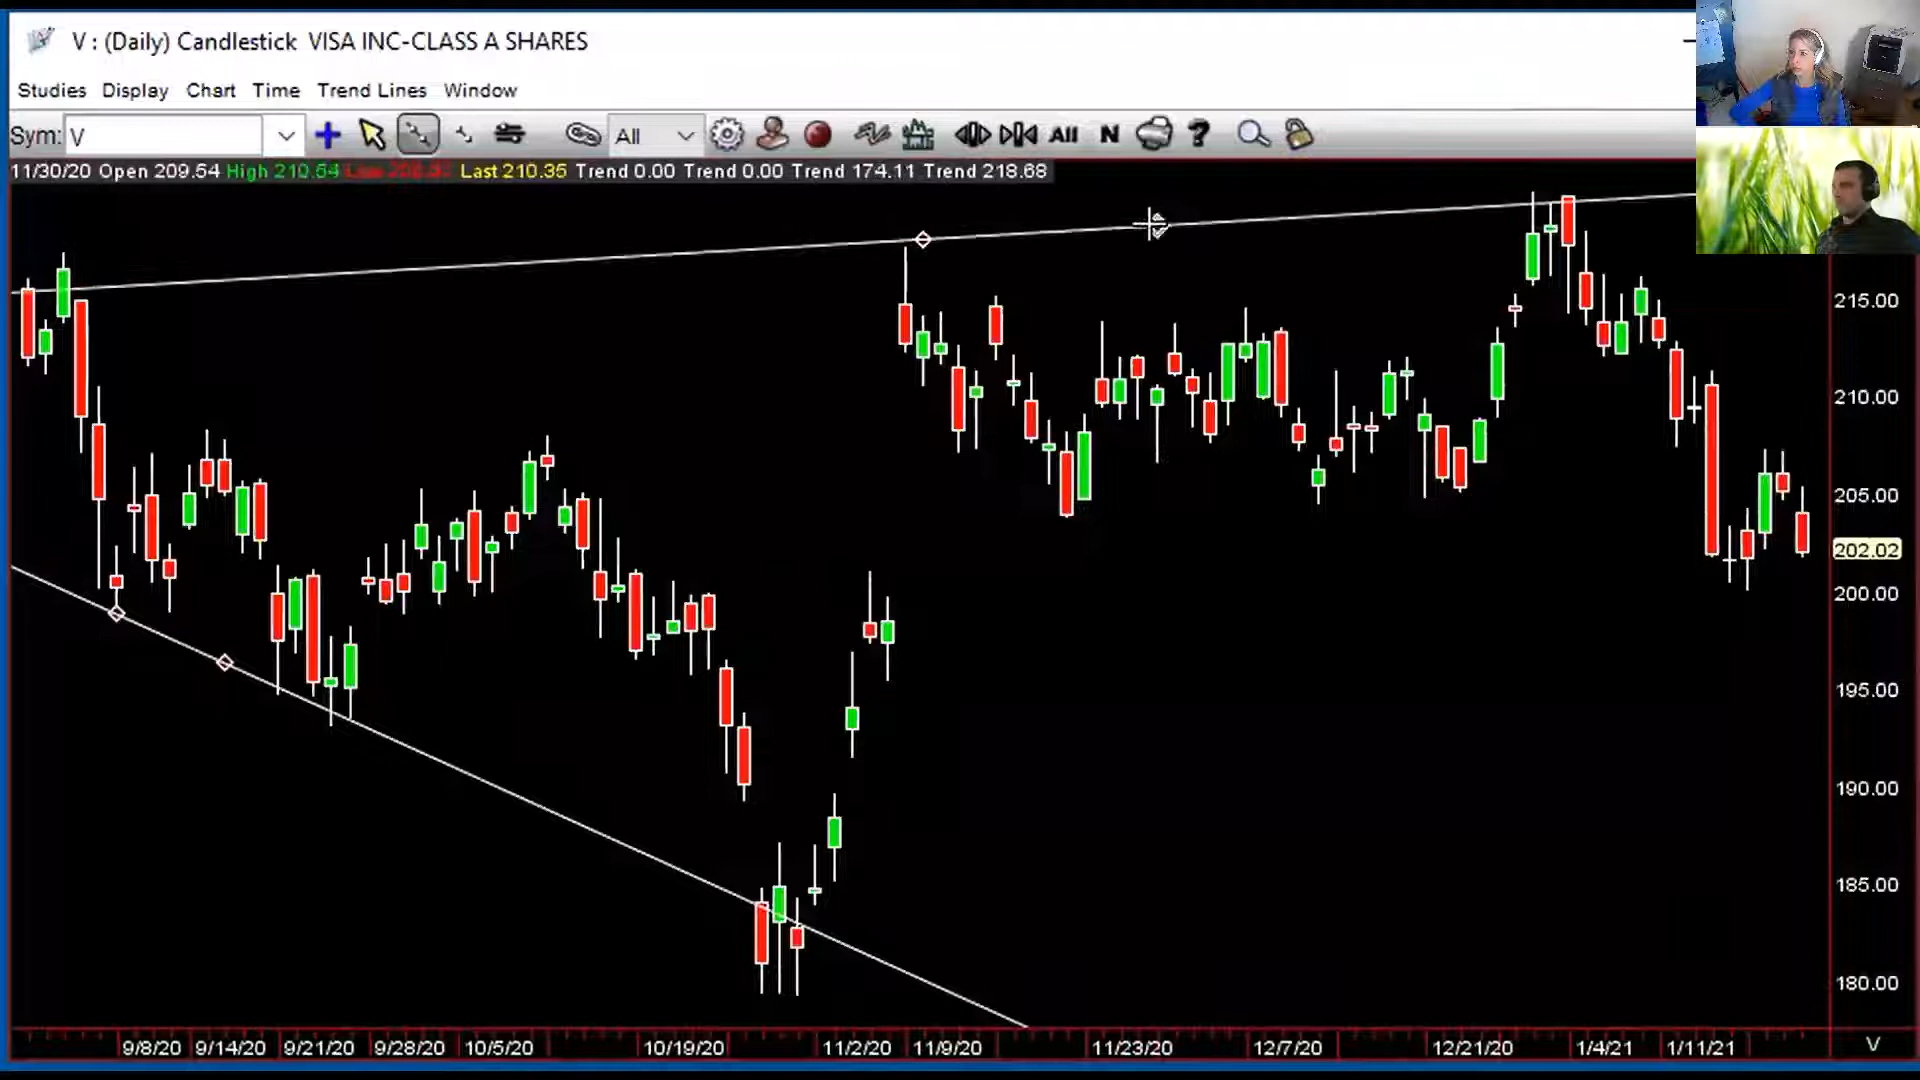 V : (Daily) Candlestick VISA INC-CLASS A SHARES
Studies Display Chart Time Trend Lines Window
Sym: V All All N ?
11/30/20 Open 209.54 High 210.54 Last 210.35 Trend 0.00 Trend 0.00 Trend 174.11 Trend 218.68
215.00
210.00
205.00
202.02
200.00
195.00
190.00
185.00
180.00
9/8/20 9/14/20 9/21/20 9/28/20 10/5/20 10/19/20 11/2/20 11/9/20 11/23/20 12/7/20 12/21/20 1/4/21 1/11/21 V